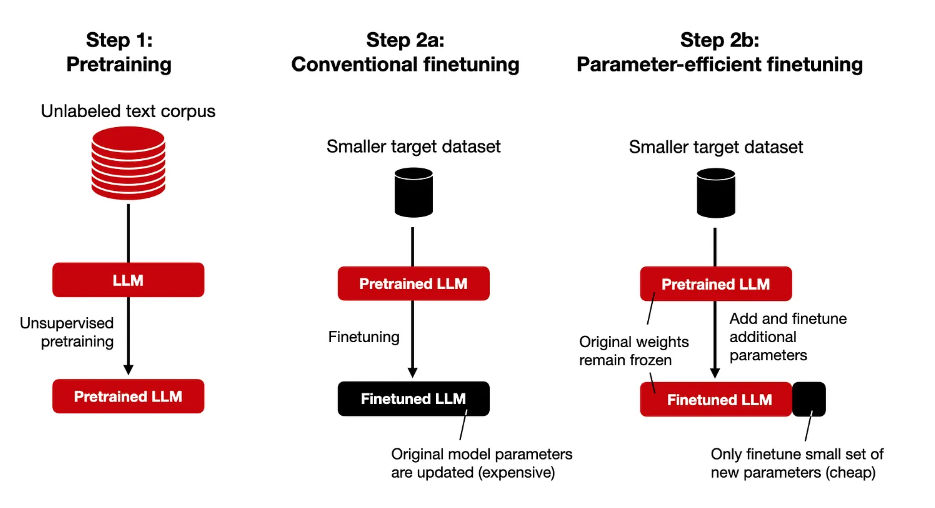 Step 1:
Pretraining
Unlabeled text corpus
LLM
Unsupervised
pretraining
Pretrained LLM
Step 2a:
Conventional finetuning
Smaller target dataset
Pretrained LLM
Finetuning
Finetuned LLM
Original model parameters
are updated (expensive)
Step 2b:
Parameter-efficient finetuning
Smaller target dataset
Pretrained LLM
Original weights
remain frozen
Add and finetune
additional
parameters
Finetuned LLM
Only finetune small set of
new parameters (cheap)